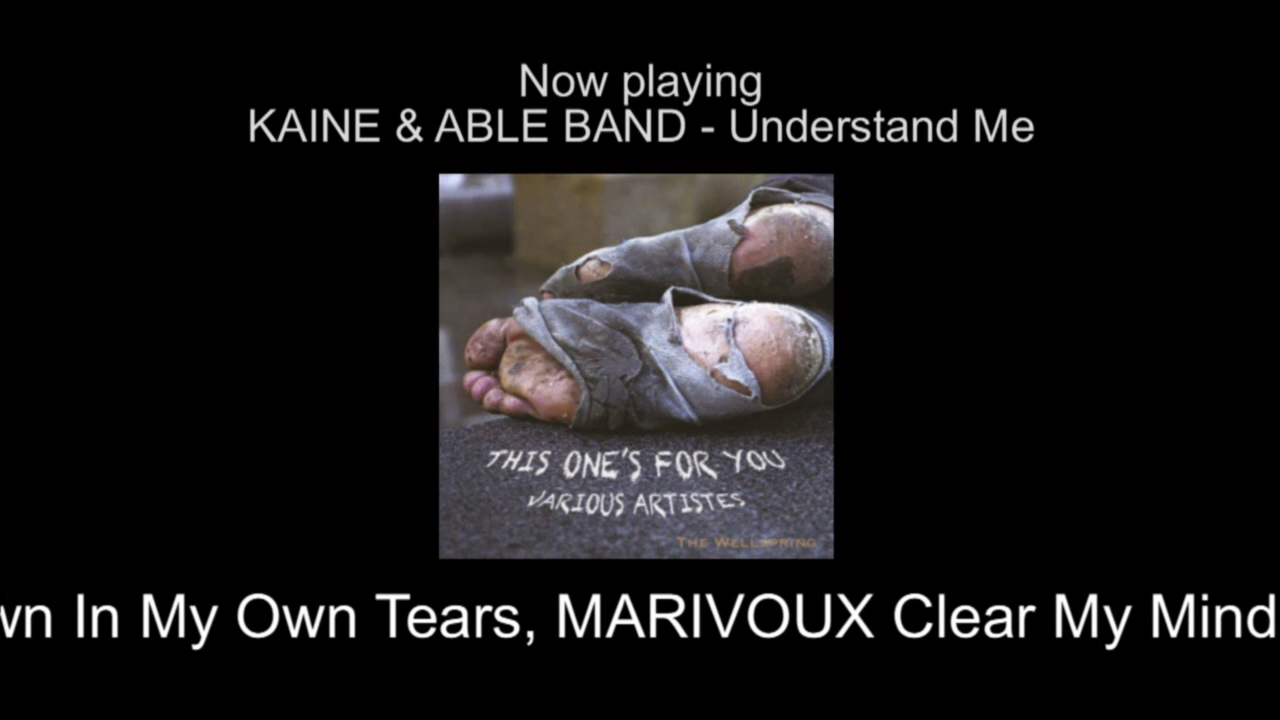 Now playing
KAINE & ABLE BAND - Understand Me
THIS ONE'S FOR YOU
VARIOUS ARTISTES
THE WELLSPRING
wn In My Own Tears, MARIVOUX Clear My Mind